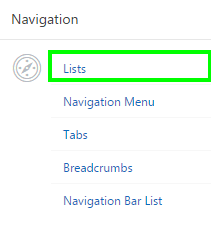 Navigation
Lists
Navigation Menu
Tabs
Breadcrumbs
Navigation Bar List